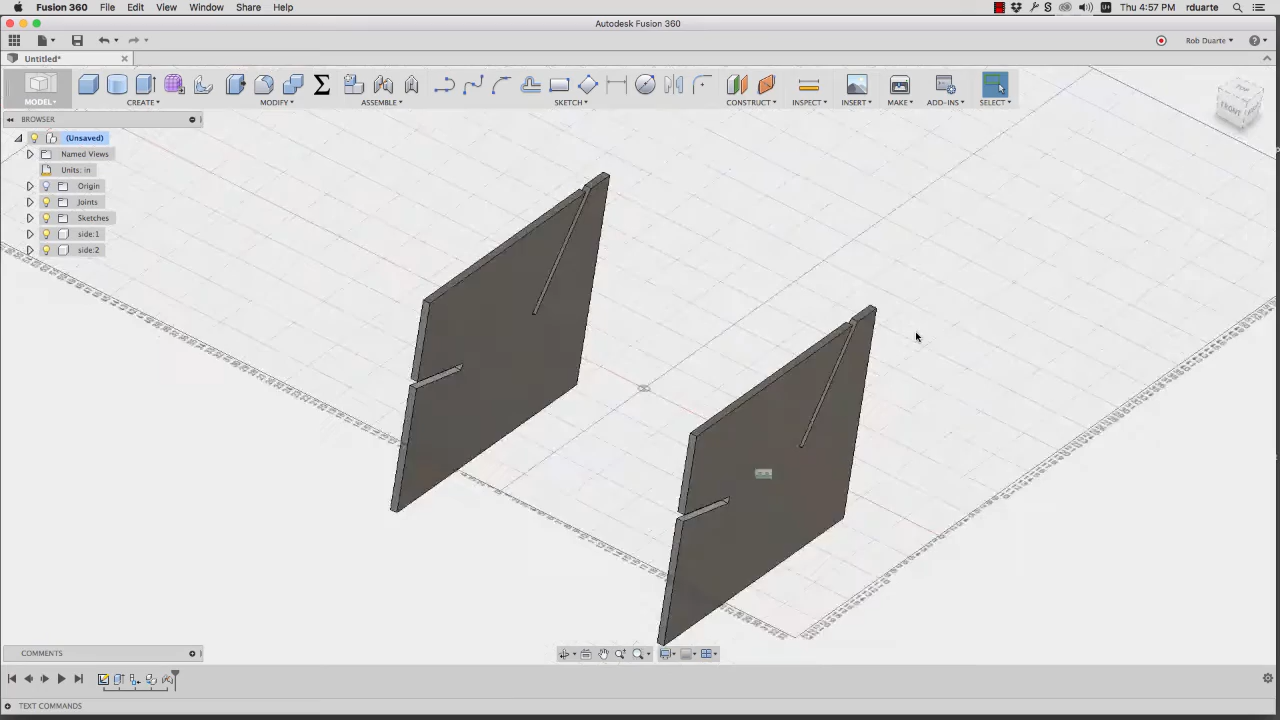 Fusion 360 File Edit View Window Share Help Thu 4:57 PM rduarte
Autodesk Fusion 360
Rob Duarte
Untitled*
MODEL CREATE MODIFY ASSEMBLE SKETCH CONSTRUCT INSPECT INSERT MAKE ADD-INS SELECT
BROWSER
(Unsaved)
Named Views
Units: in
Origin
Joints
Sketches
side:1
side:2
TOP
FRONT
COMMENTS
TEXT COMMANDS